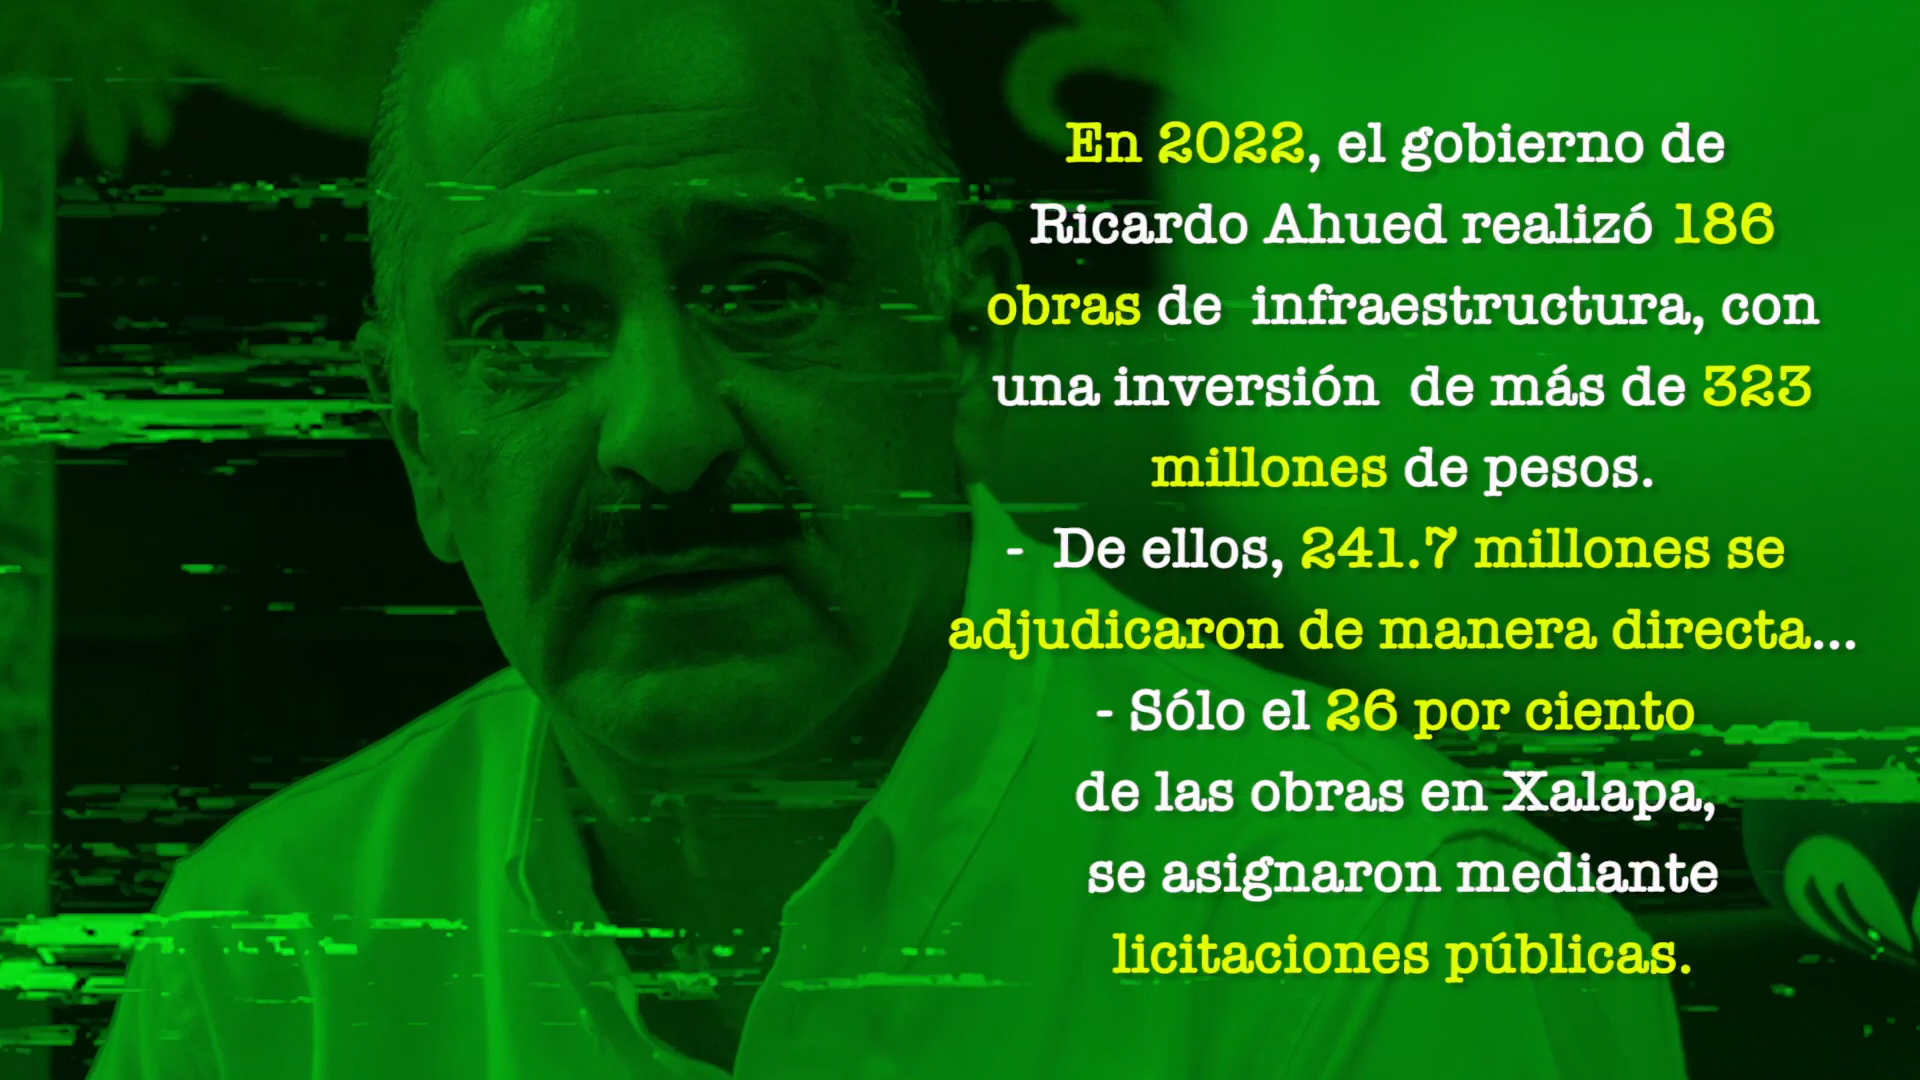 En 2022, el gobierno de
Ricardo Ahued realizó 186
obras de infraestructura, con
una inversión de más de 323
millones de pesos.
- De ellos, 241.7 millones se
adjudicaron de manera directa...
- Sólo el 26 por ciento
de las obras en Xalapa,
se asignaron mediante
licitaciones públicas.